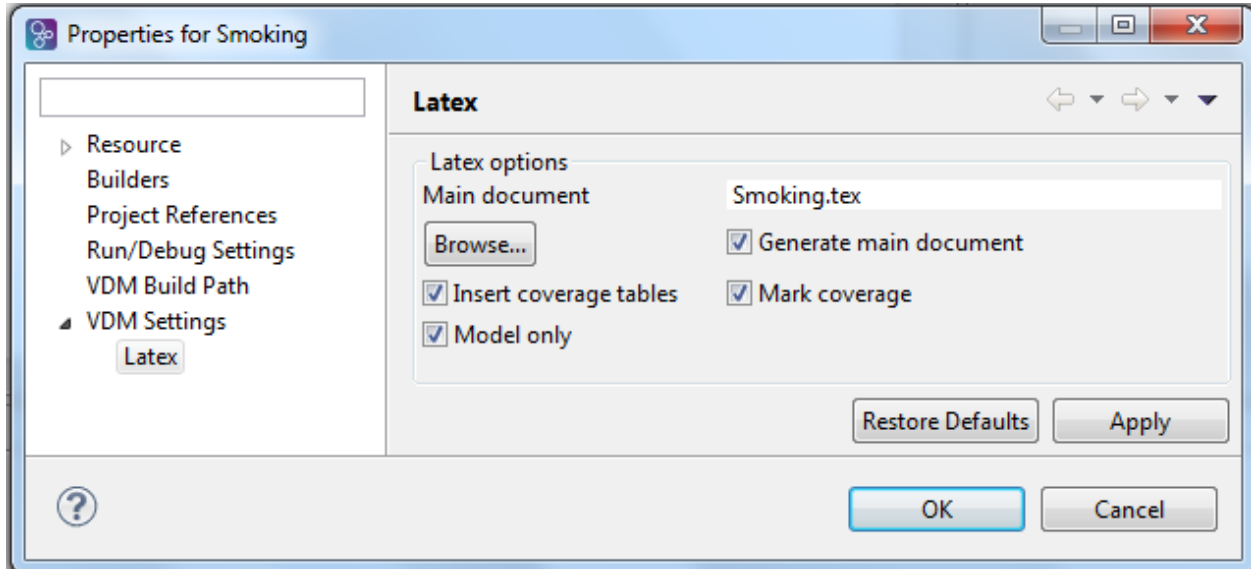 Properties for Smoking
Latex
Resource
Builders
Project References
Run/Debug Settings
VDM Build Path
VDM Settings
Latex
Latex options
Main document Smoking.tex
Browse... Generate main document
Insert coverage tables Mark coverage
Model only
Restore Defaults Apply
? OK Cancel